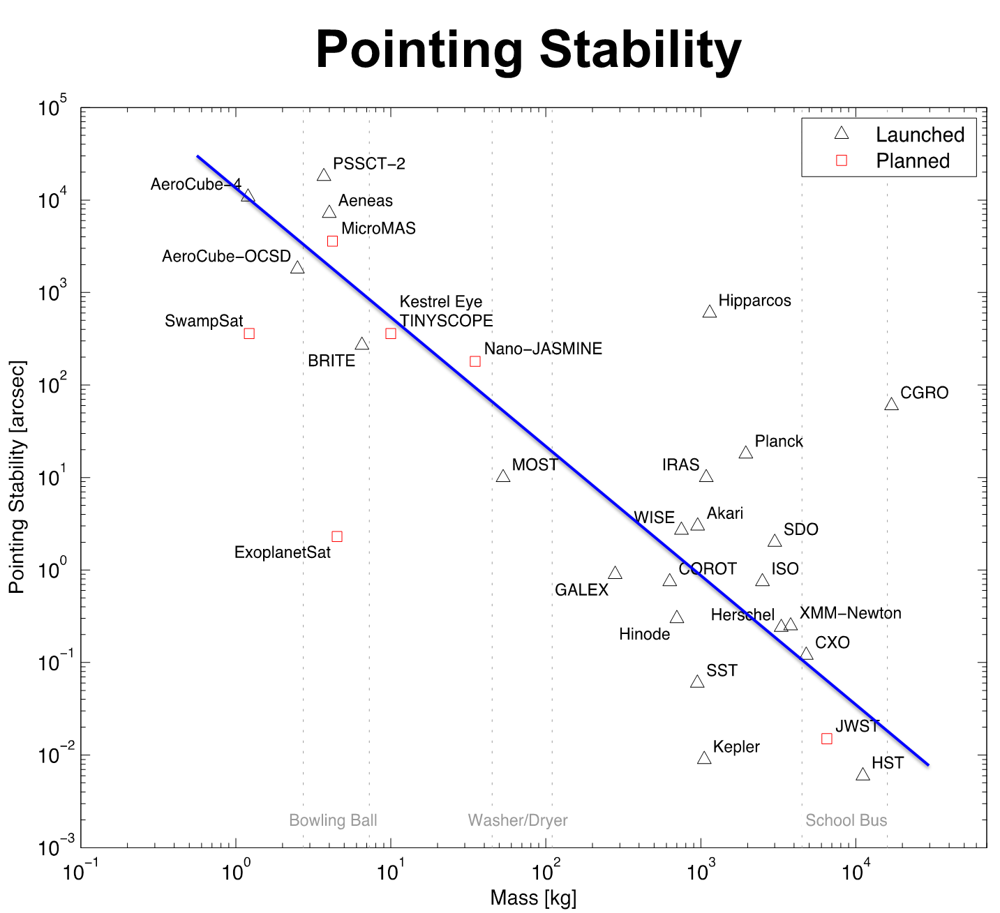 Pointing Stability
10^5
10^4
10^3
10^2
10^1
10^0
10^−1
10^−2
10^−3
Pointing Stability [arcsec]
Launched
Planned
PSSCT−2
AeroCube−4
Aeneas
MicroMAS
AeroCube−OCSD
Kestrel Eye
TINYSCOPE
Hipparcos
SwampSat
Nano−JASMINE
BRITE
CGRO
Planck
MOST
IRAS
WISE
Akari
SDO
ExoplanetSat
COROT
ISO
GALEX
Herschel
XMM−Newton
Hinode
CXO
SST
JWST
Kepler
HST
Bowling Ball
Washer/Dryer
School Bus
10^−1
10^0
10^1
10^2
10^3
10^4
Mass [kg]